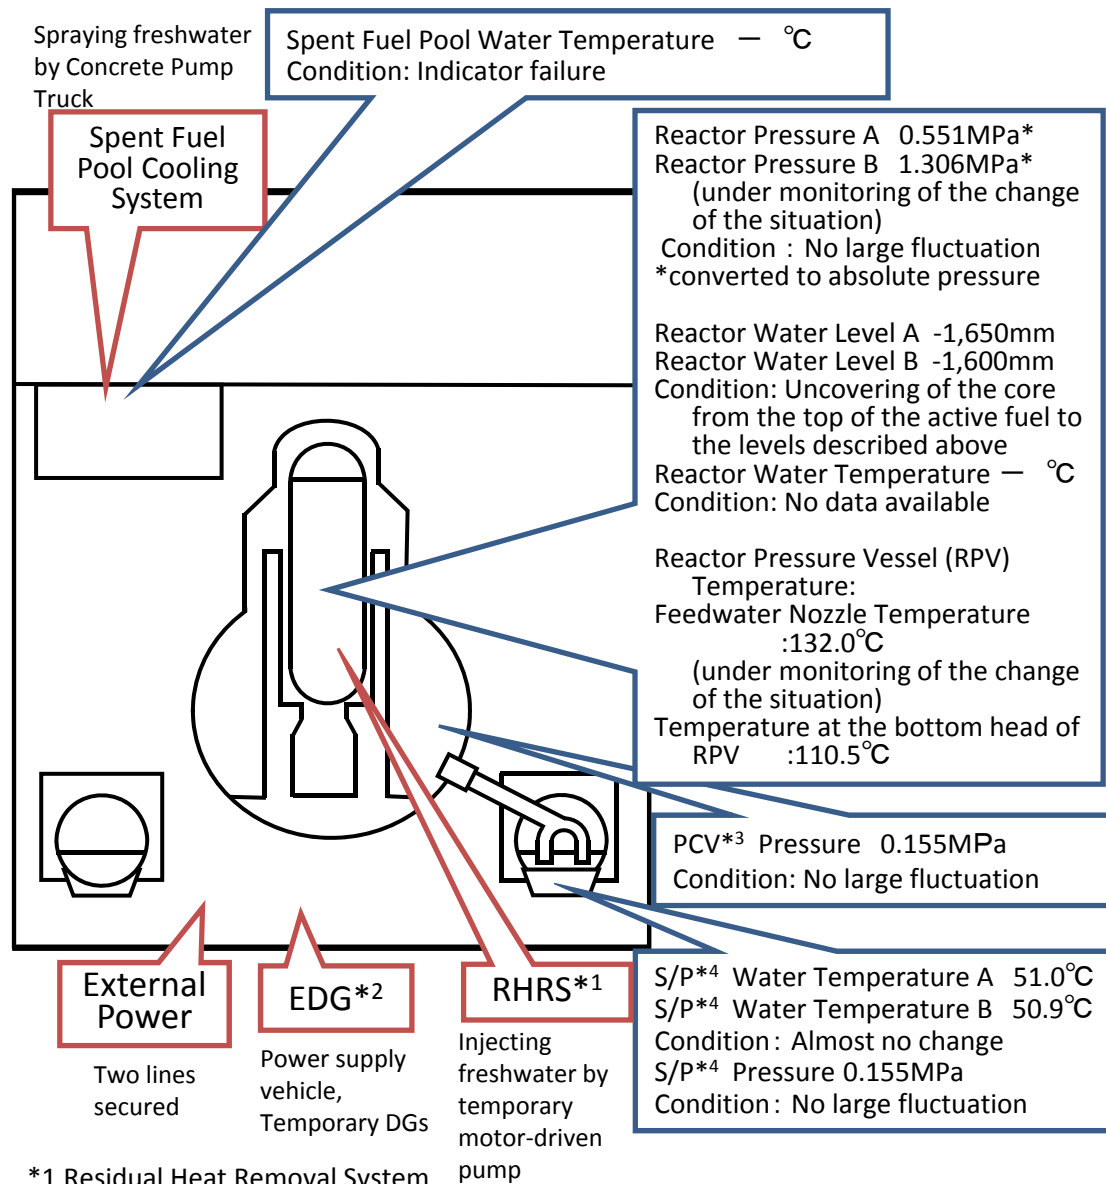 Spraying freshwater
by Concrete Pump
Truck
Spent Fuel Pool Water Temperature － ℃
Condition: Indicator failure
Spent Fuel
Pool Cooling
System
Reactor Pressure A 0.551MPa*
Reactor Pressure B 1.306MPa*
(under monitoring of the change
of the situation)
Condition：No large fluctuation
*converted to absolute pressure
Reactor Water Level A -1,650mm
Reactor Water Level B -1,600mm
Condition: Uncovering of the core
from the top of the active fuel to
the levels described above
Reactor Water Temperature － ℃
Condition: No data available
Reactor Pressure Vessel (RPV)
Temperature:
Feedwater Nozzle Temperature
:132.0℃
(under monitoring of the change
of the situation)
Temperature at the bottom head of
RPV :110.5℃
PCV*3 Pressure 0.155MPa
Condition: No large fluctuation
S/P*4 Water Temperature A 51.0℃
S/P*4 Water Temperature B 50.9℃
Condition：Almost no change
S/P*4 Pressure 0.155MPa
Condition：No large fluctuation
External
Power
Two lines
secured
EDG*2
Power supply
vehicle,
Temporary DGs
RHRS*1
Injecting
freshwater by
temporary
motor-driven
pump
*1 Residual Heat Removal System